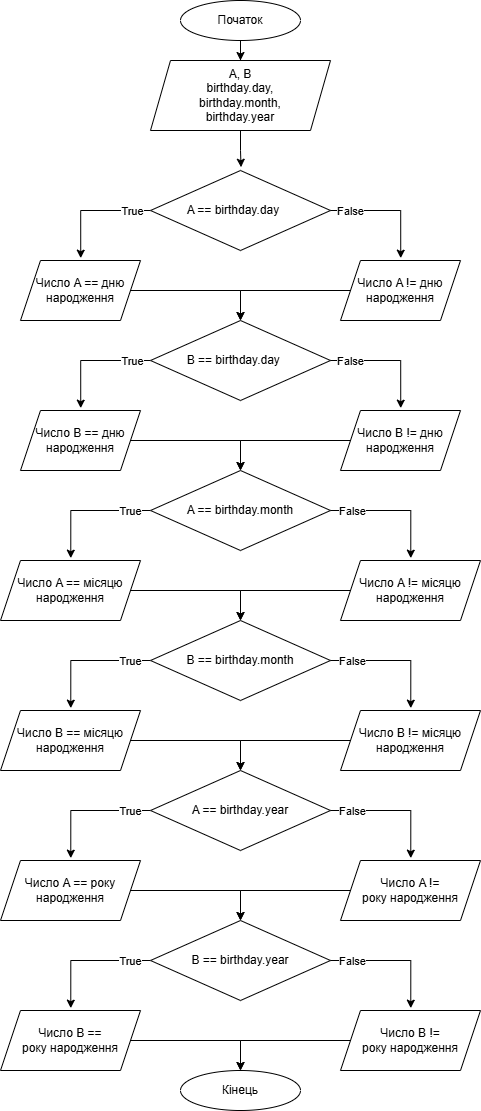 Початок
A, B
birthday.day,
birthday.month,
birthday.year
A == birthday.day
True
False
Число A == дню
народження
Число A != дню
народження
B == birthday.day
True
False
Число B == дню
народження
Число B != дню
народження
A == birthday.month
True
False
Число A == місяцю
народження
Число A != місяцю
народження
B == birthday.month
True
False
Число B == місяцю
народження
Число B != місяцю
народження
A == birthday.year
True
False
Число A == року
народження
Число A !=
року народження
B == birthday.year
True
False
Число B ==
року народження
Число B !=
року народження
Кінець